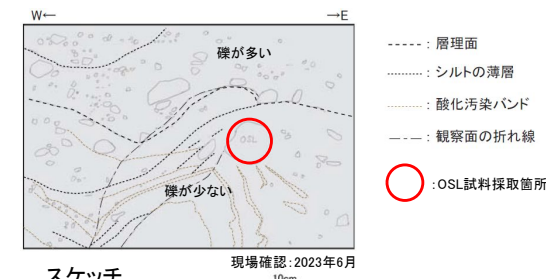 W←
→E
礫が多い
OSL
礫が少ない
-----：層理面
........：シルトの薄層
........：酸化汚染バンド
—-—：観察面の折れ線
：OSL試料採取箇所
現場確認：2023年6月
スケッチ
10cm